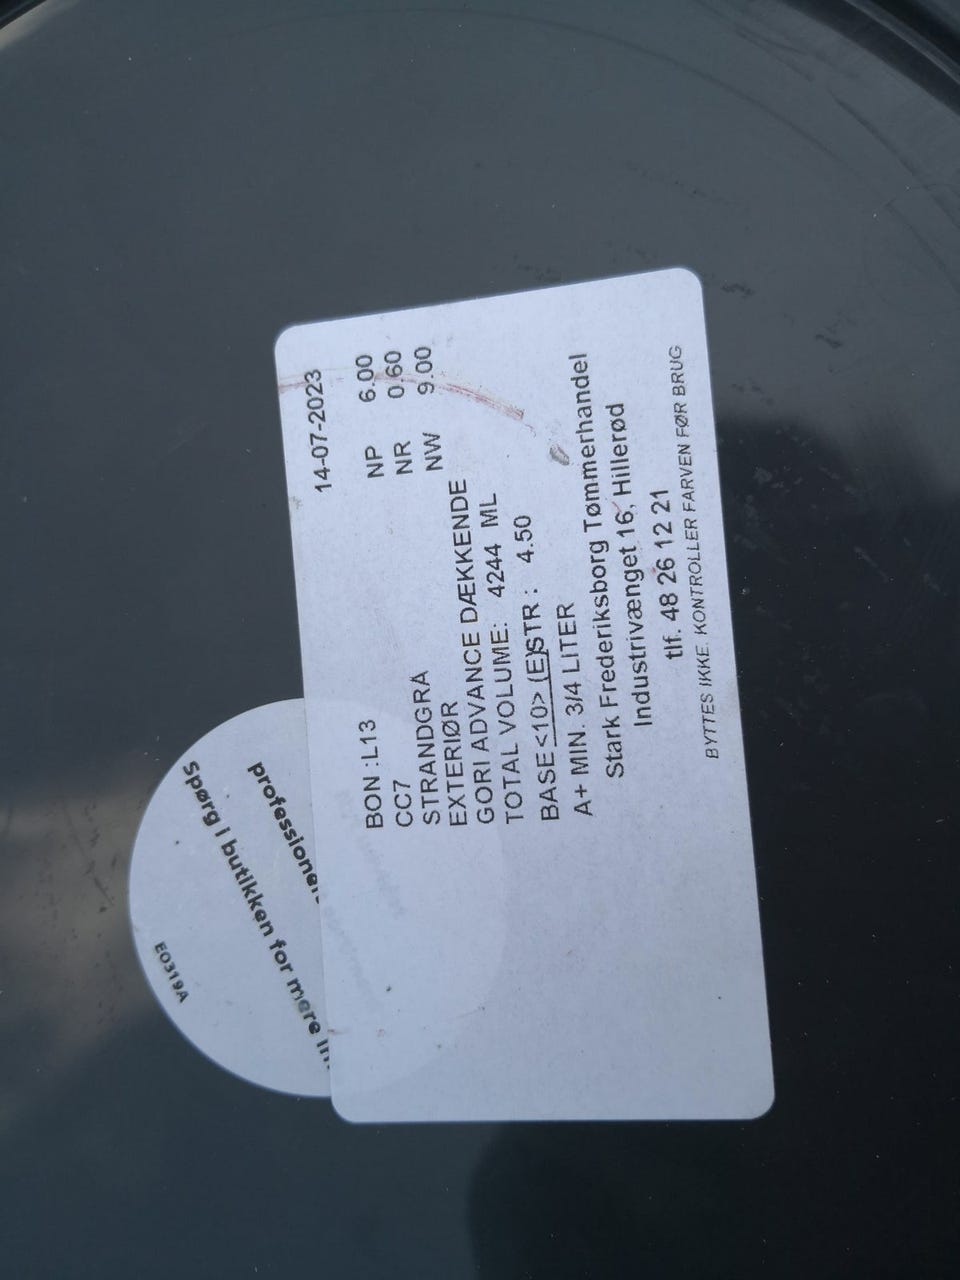 14-07-2023
BON :L13 NP 6.00
CC7 NR 0.60
STRANDGRA NW 9.00
EXTERIØR
GORI ADVANCE DÆKKENDE
TOTAL VOLUME: 4244 ML
BASE <10> (E)STR : 4.50
A+ MIN. 3/4 LITER
Stark Frederiksborg Tømmerhandel
Industrivænget 16, Hillerød
tlf. 48 26 12 21
BYTTES IKKE. KONTROLLER FARVEN FØR BRUG
E0319A
Spørg i butikken for mere